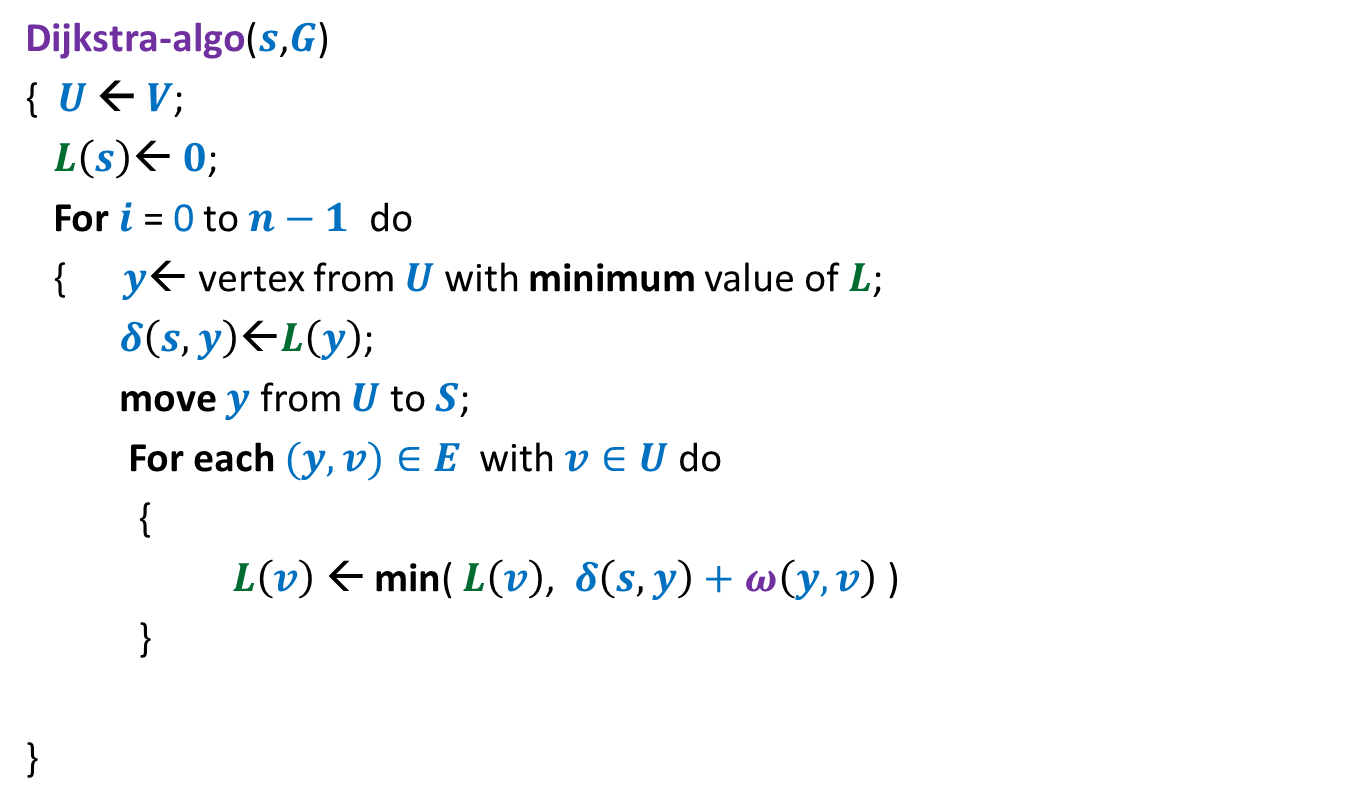 Dijkstra-algo(s,G)
{ U ← V;
L(s)← 0;
For i = 0 to n − 1 do
{ y← vertex from U with minimum value of L;
δ(s, y)←L(y);
move y from U to S;
For each (y, v) ∈ E with v ∈ U do
{
L(v) ← min( L(v), δ(s, y) + ω(y, v) )
}
}